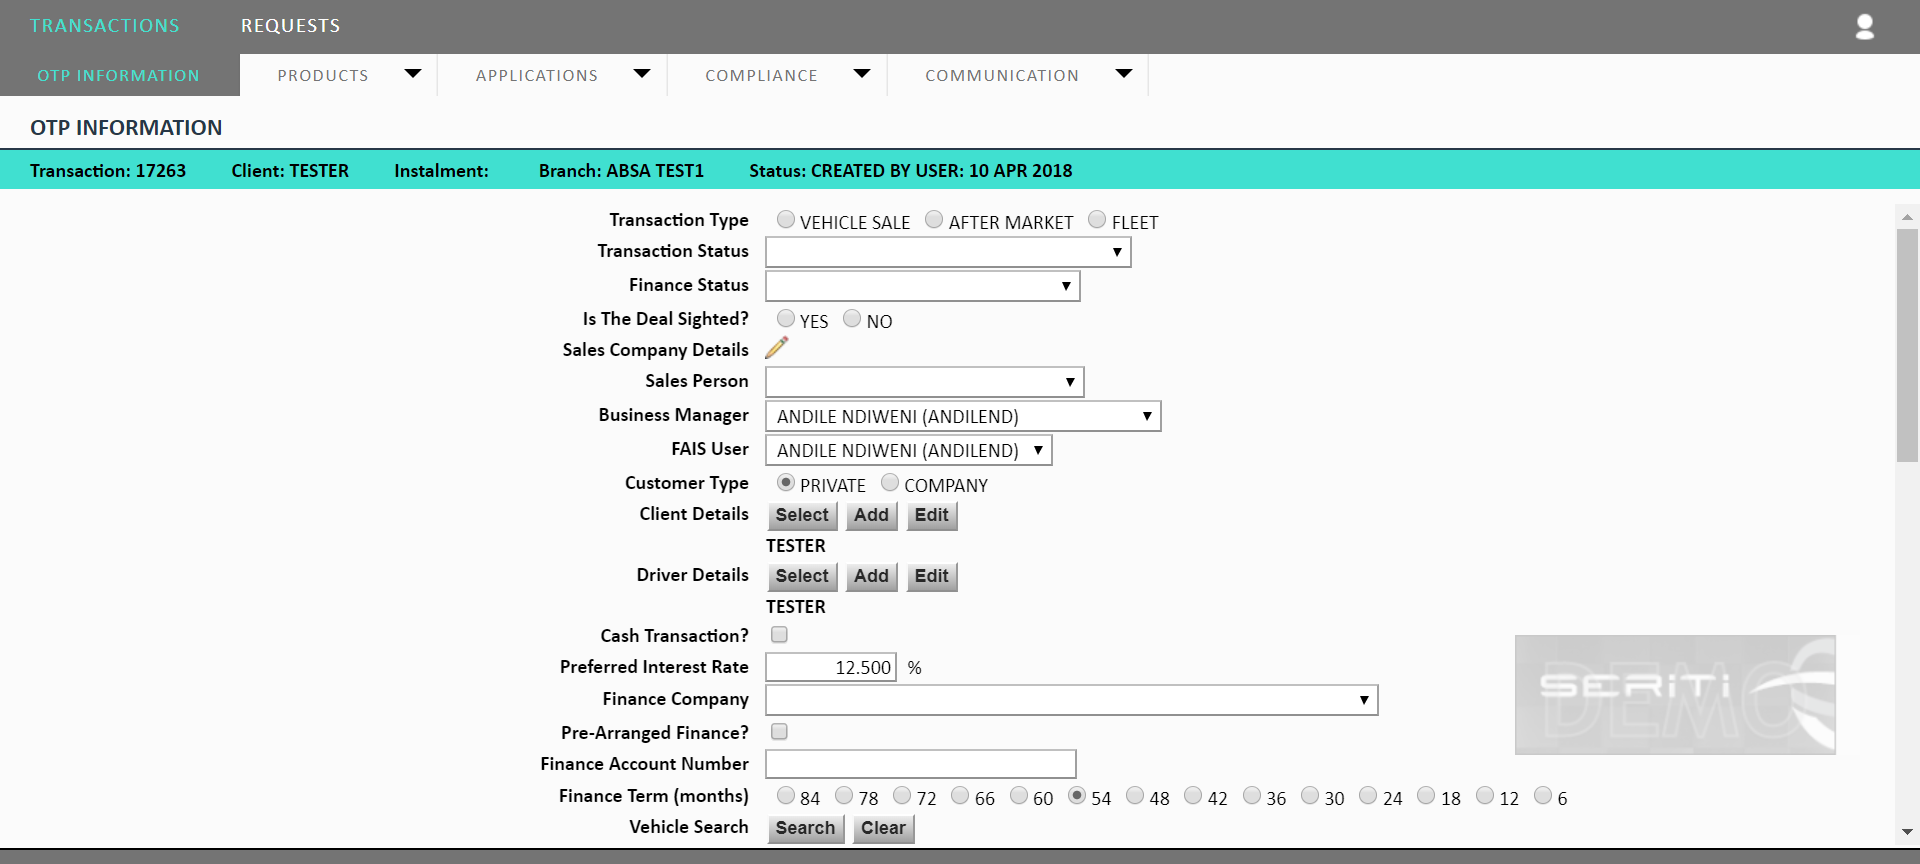 TRANSACTIONS REQUESTS
OTP INFORMATION PRODUCTS APPLICATIONS COMPLIANCE COMMUNICATION
OTP INFORMATION
Transaction: 17263 Client: TESTER Instalment: Branch: ABSA TEST1 Status: CREATED BY USER: 10 APR 2018
Transaction Type VEHICLE SALE AFTER MARKET FLEET
Transaction Status
Finance Status
Is The Deal Sighted? YES NO
Sales Company Details
Sales Person
Business Manager ANDILE NDIWENI (ANDILEND)
FAIS User ANDILE NDIWENI (ANDILEND)
Customer Type PRIVATE COMPANY
Client Details Select Add Edit
TESTER
Driver Details Select Add Edit
TESTER
Cash Transaction?
Preferred Interest Rate 12.500 %
Finance Company
SERITI
DEMO
Pre-Arranged Finance?
Finance Account Number
Finance Term (months) 84 78 72 66 60 54 48 42 36 30 24 18 12 6
Vehicle Search Search Clear